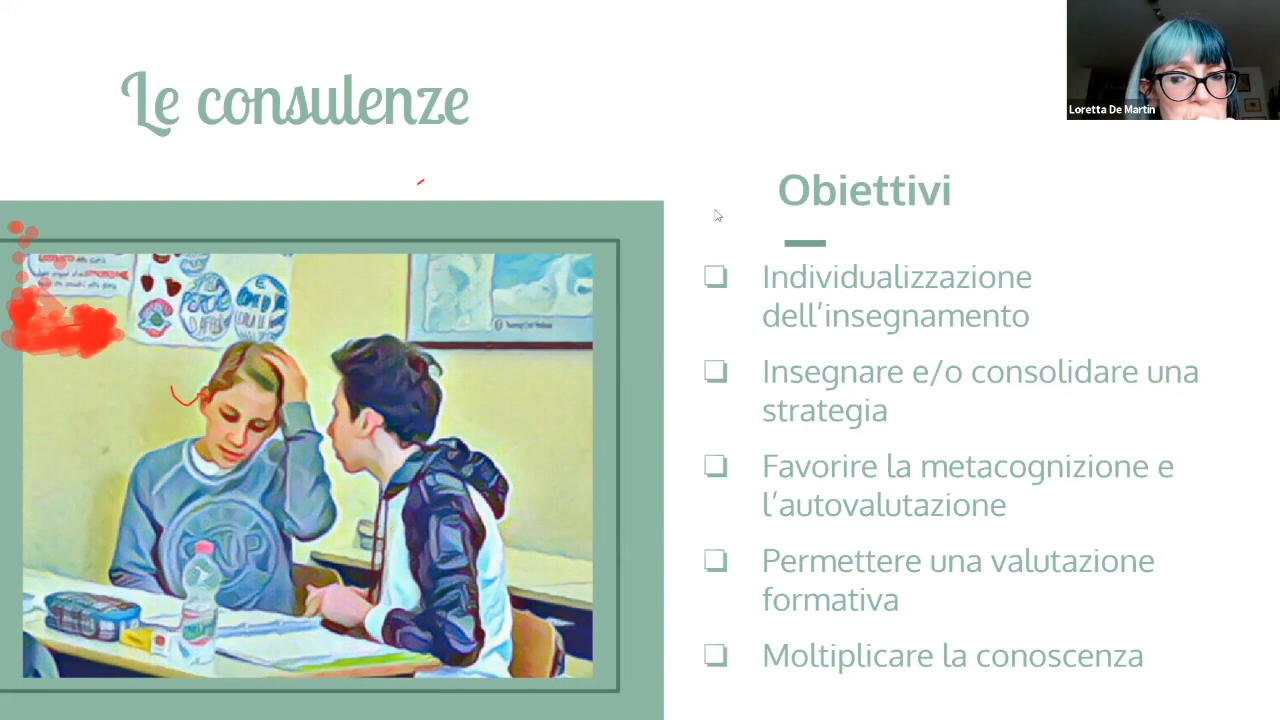 Le consulenze
Loretta De Martin
Obiettivi
❏ Individualizzazione
dell’insegnamento
❏ Insegnare e/o consolidare una
strategia
❏ Favorire la metacognizione e
l’autovalutazione
❏ Permettere una valutazione
formativa
❏ Moltiplicare la conoscenza